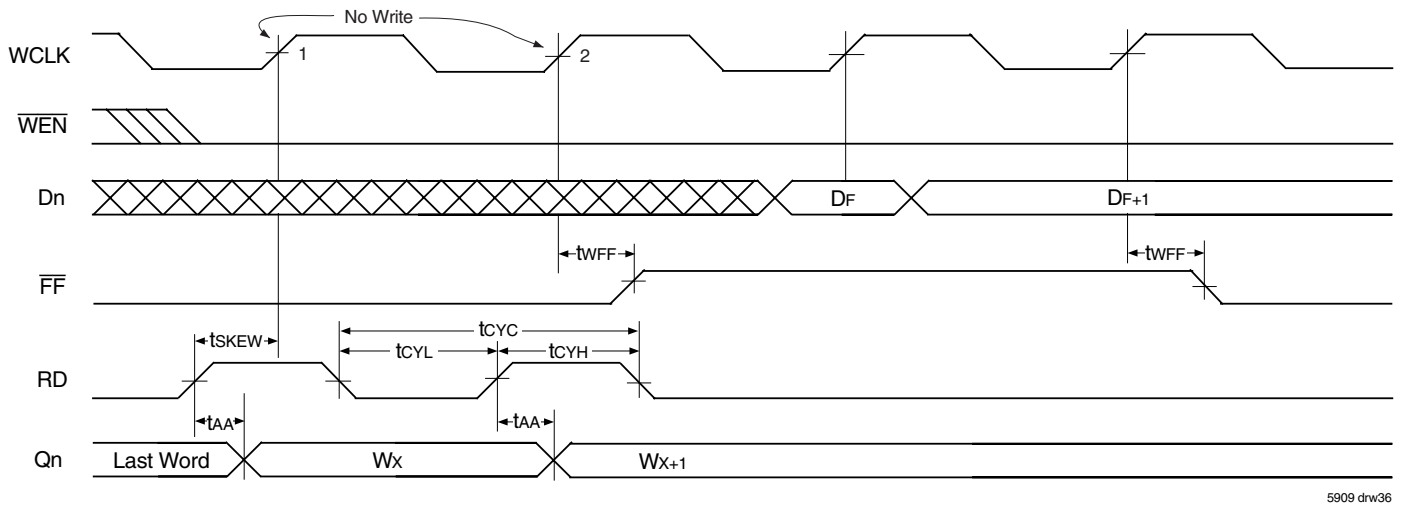 No Write
WCLK 1 2
WEN
Dn DF DF+1
tWFF tWFF
FF
tCYC
tSKEW tCYL tCYH
RD
tAA tAA
Qn Last Word WX WX+1
5909 drw36